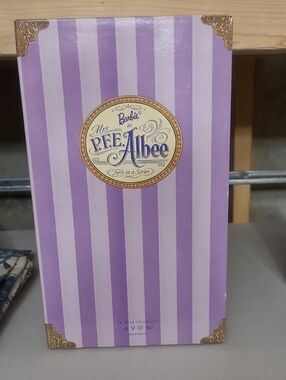 Barbie®
as
Mrs.
P.F.E. Albee
First in a Series
AVON